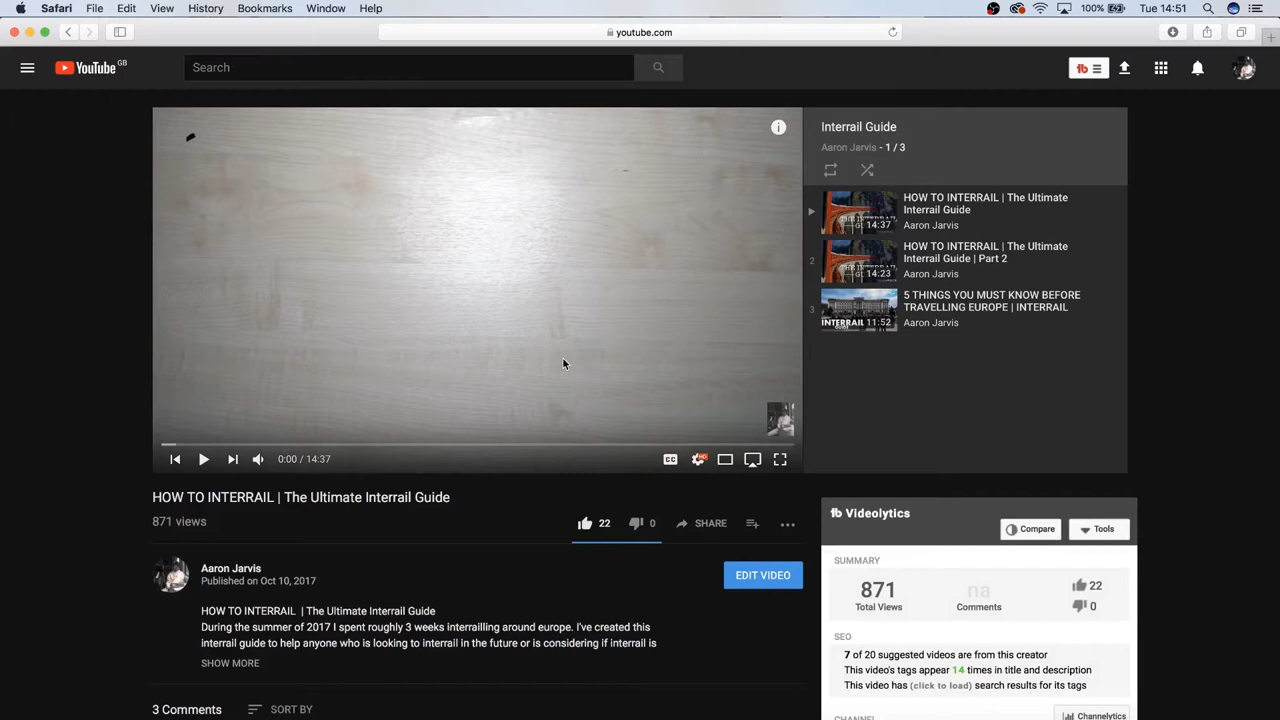 Safari File Edit View History Bookmarks Window Help 100% Tue 14:51
youtube.com
YouTube GB Search
Interrail Guide
Aaron Jarvis - 1 / 3
HOW TO INTERRAIL | The Ultimate
Interrail Guide
Aaron Jarvis
14:37
2
HOW TO INTERRAIL | The Ultimate
Interrail Guide | Part 2
Aaron Jarvis
14:23
3
5 THINGS YOU MUST KNOW BEFORE
TRAVELLING EUROPE | INTERRAIL
Aaron Jarvis
INTERRAIL
GUIDE
11:52
0:00 / 14:37
CC HD
HOW TO INTERRAIL | The Ultimate Interrail Guide
871 views
22 0 SHARE
Aaron Jarvis
Published on Oct 10, 2017
EDIT VIDEO
HOW TO INTERRAIL | The Ultimate Interrail Guide
During the summer of 2017 I spent roughly 3 weeks interrailling around europe. I've created this
interrail guide to help anyone who is looking to interrail in the future or is considering if interrail is
SHOW MORE
3 Comments SORT BY
tb Videolytics
Compare Tools
SUMMARY
871 na 22
Total Views Comments 0
SEO
7 of 20 suggested videos are from this creator
This video's tags appear 14 times in title and description
This video has (click to load) search results for its tags
CHANNEL
Channelytics